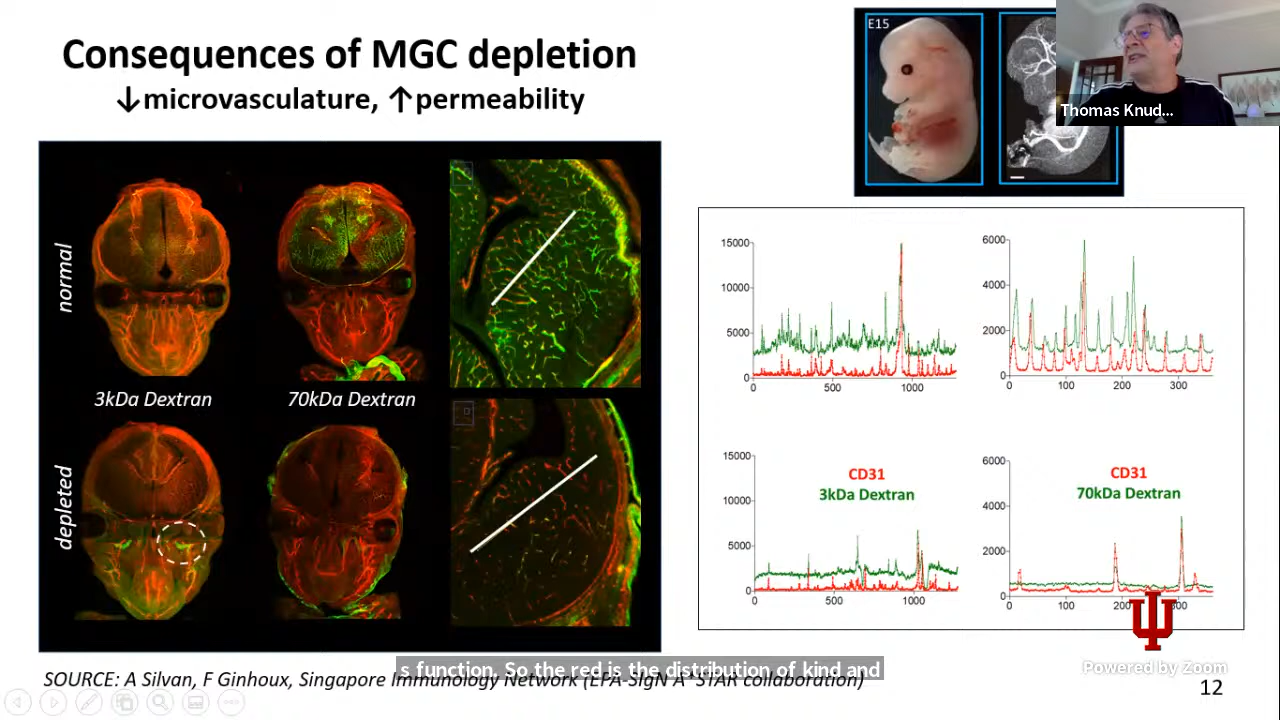 Consequences of MGC depletion
↓microvasculature, ↑permeability
E15
Thomas Knud...
normal
3kDa Dextran
70kDa Dextran
depleted
15000
10000
5000
0
0
500
1000
6000
4000
2000
0
0
100
200
300
15000
10000
5000
0
0
500
1000
CD31
3kDa Dextran
6000
4000
2000
0
0
100
200
300
CD31
70kDa Dextran
s function. So the red is the distribution of kind and
SOURCE: A Silvan, F Ginhoux, Singapore Immunology Network (EPA-SIgN A*STAR collaboration)
Powered by Zoom
12